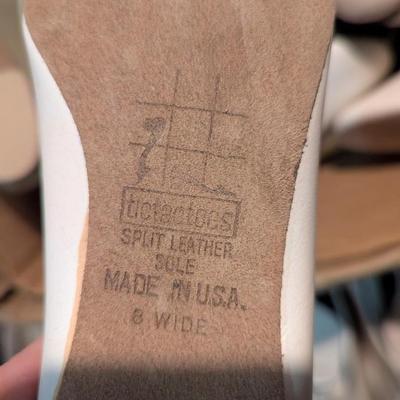 tictactoes
SPLIT LEATHER
SOLE
MADE IN U.S.A.
8 WIDE